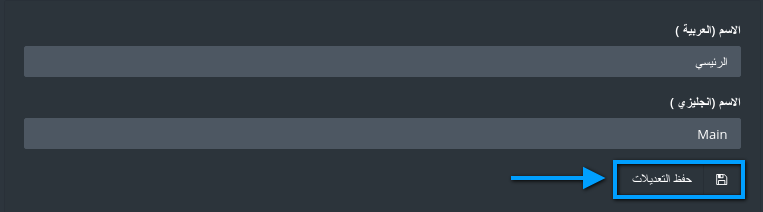 الاسم (العربية )
الرئيسي
الاسم (انجليزي )
Main
حفظ التعديلات